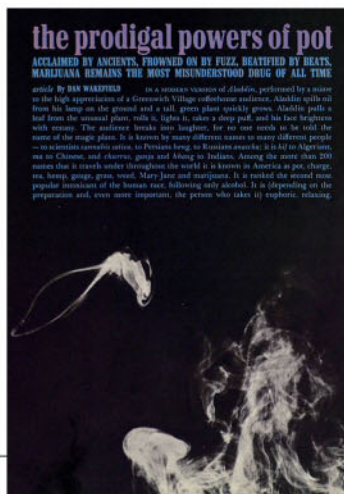 the prodigal powers of pot
ACCLAIMED BY ANCIENTS, FROWNED ON BY FUZZ, BEATIFIED BY BEATS,
MARIJUANA REMAINS THE MOST MISUNDERSTOOD DRUG OF ALL TIME
article By DAN WAKEFIELD IN A MODERN VERSION of Aladdin, performed by a mime
to the high appreciation of a Greenwich Village coffeehouse audience, Aladdin spills oil
from his lamp on the ground and a tall, green plant quickly grows. Aladdin pulls a
leaf from the unusual plant, rolls it, lights it, takes a deep puff, and his face brightens
with ecstasy. The audience breaks into laughter, for no one needs to be told the
name of the magic plant. It is known by many different names to many different people
— to scientists cannabis sativa, to Persians beng, to Russians anascha; it is kif to Algerians,
ma to Chinese, and charras, ganja and bhang to Indians. Among the more than 200
names that it travels under throughout the world it is known in America as pot, charge,
tea, hemp, gauge, grass, weed, Mary Jane and marijuana. It is ranked the second most
popular intoxicant of the human race, following only alcohol. It is (depending on the
preparation and, even more important, the person who takes it) euphoric, relaxing,